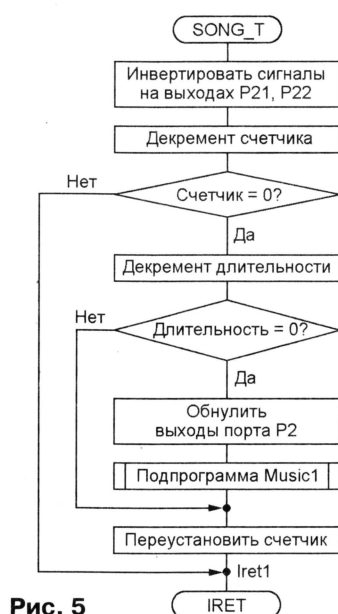 SONG_T
Инвертировать сигналы
на выходах P21, P22
Декремент счетчика
Нет
Счетчик = 0?
Да
Декремент длительности
Нет
Длительность = 0?
Да
Обнулить
выходы порта P2
Подпрограмма Music1
Переустановить счетчик
Iret1
Рис. 5
IRET